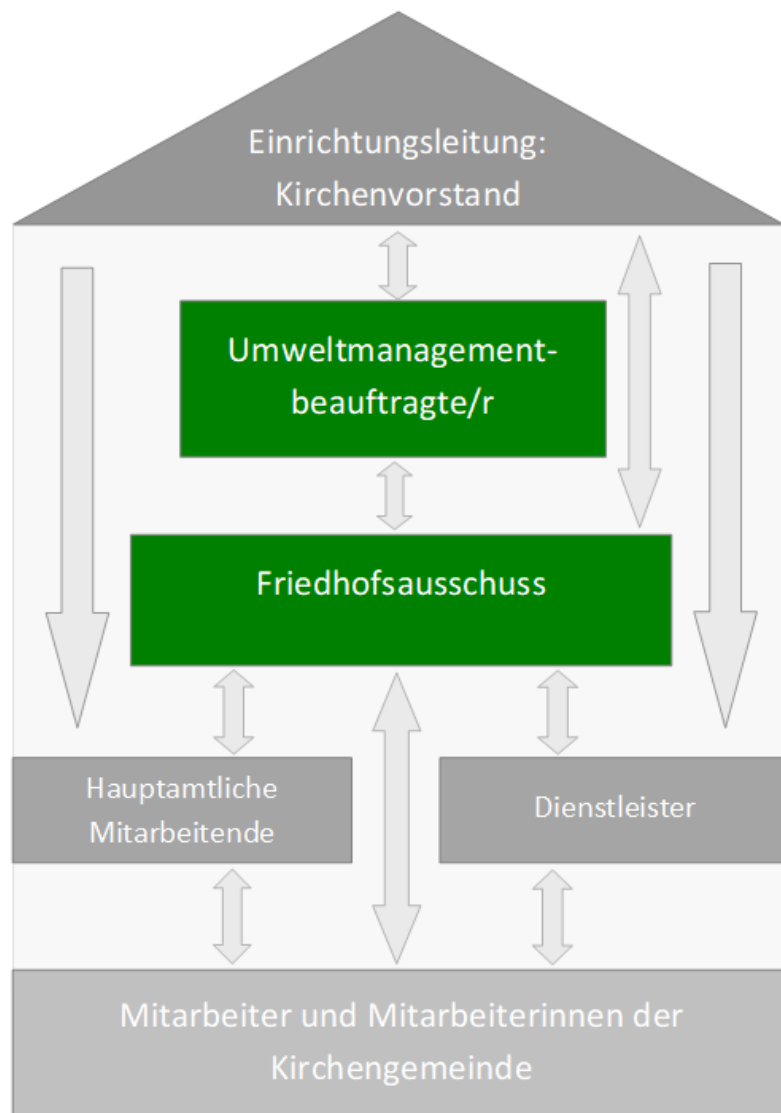 Einrichtungsleitung:
Kirchenvorstand
Umweltmanagement-
beauftragte/r
Friedhofsausschuss
Hauptamtliche
Mitarbeitende
Dienstleister
Mitarbeiter und Mitarbeiterinnen der
Kirchengemeinde